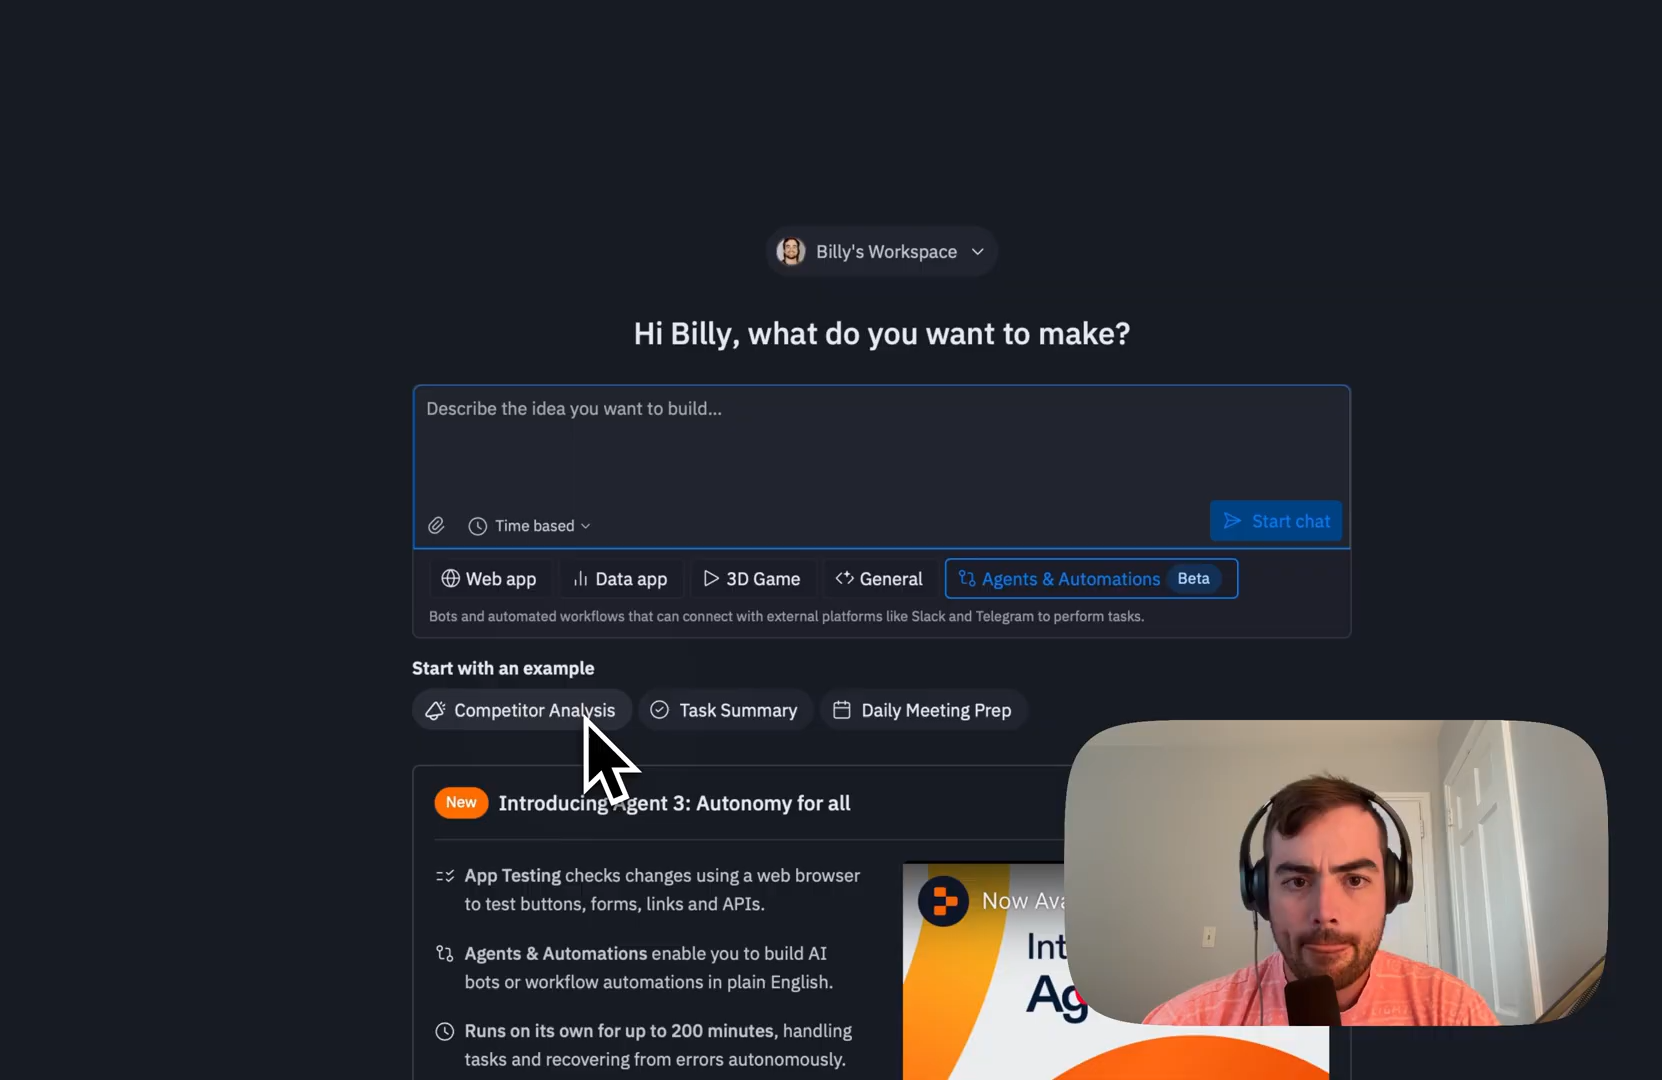 Billy's Workspace
Hi Billy, what do you want to make?
Describe the idea you want to build...
Time based
Start chat
Web app
Data app
3D Game
General
Agents & Automations Beta
Bots and automated workflows that can connect with external platforms like Slack and Telegram to perform tasks.
Start with an example
Competitor Analysis
Task Summary
Daily Meeting Prep
New Introducing Agent 3: Autonomy for all
App Testing checks changes using a web browser
to test buttons, forms, links and APIs.
Agents & Automations enable you to build AI
bots or workflow automations in plain English.
Runs on its own for up to 200 minutes, handling
tasks and recovering from errors autonomously.
Now Ava
Int
Ag